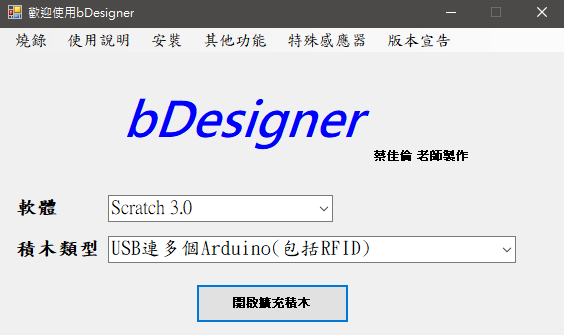 歡迎使用bDesigner
燒錄 使用說明 安裝 其他功能 特殊感應器 版本宣告
bDesigner
蔡佳倫 老師製作
軟體 Scratch 3.0
積木類型 USB連多個Arduino(包括RFID)
開啟擴充積木